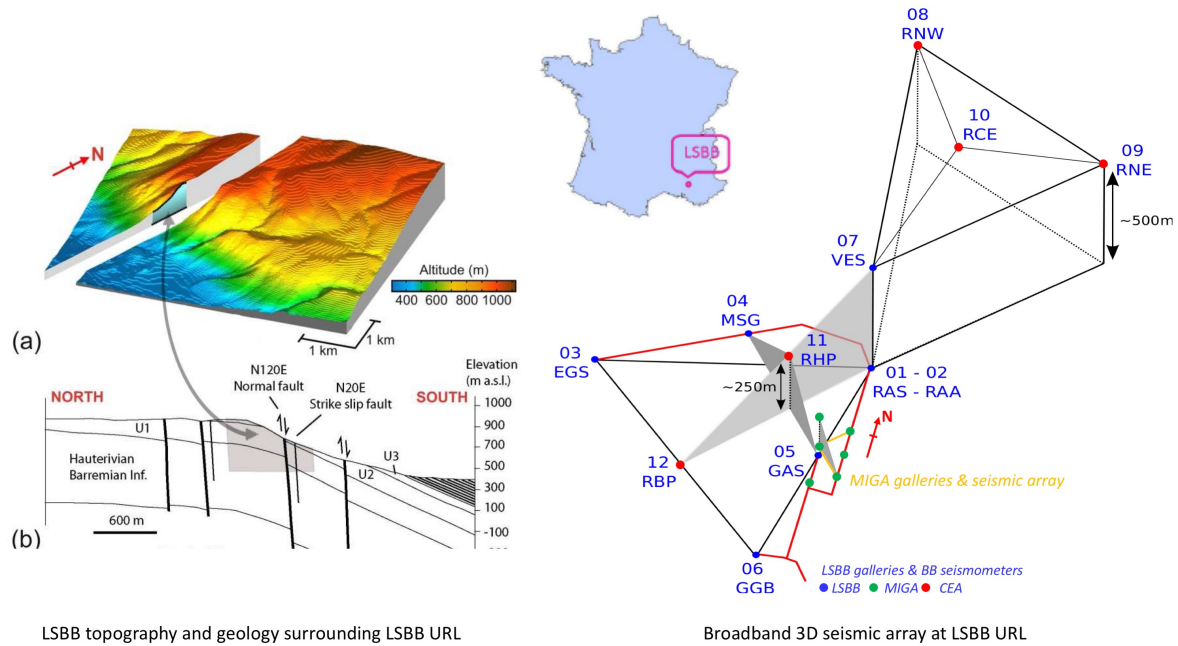 N
Altitude (m)
400 600 800 1000
1 km
1 km
(a)
NORTH
N120E
Normal fault
N20E
Strike slip fault
Elevation
(m a.s.l.)
SOUTH
1000
900
700
500
300
100
-100
U1
Hauterivian
Barremian Inf.
U3
U2
600 m
(b)
LSBB topography and geology surrounding LSBB URL
LSBB
08
RNW
10
RCE
09
RNE
~500m
07
VES
04
MSG
11
RHP
03
EGS
~250m
01 - 02
RAS - RAA
N
05
GAS
12
RBP
MIGA galleries & seismic array
06
GGB
LSBB galleries & BB seismometers
LSBB MIGA CEA
Broadband 3D seismic array at LSBB URL